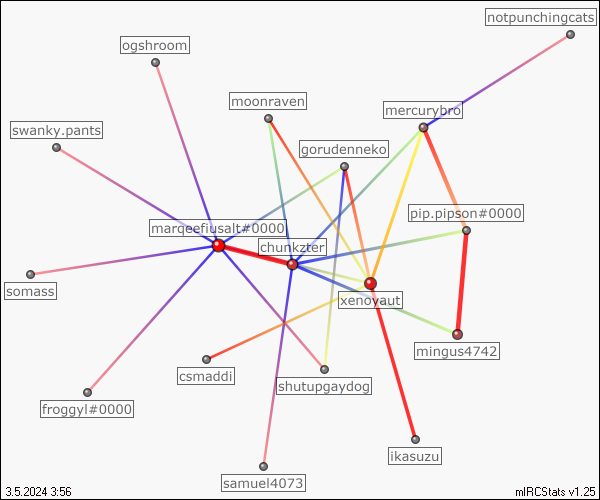 notpunchingcats
ogshroom
moonraven
mercurybro
swanky.pants
gorudenneko
pip.pipson#0000
marqeefiusalt#0000
chunkzter
somass
xenoyaut
mingus4742
csmaddi
shutupgaydog
froggyl#0000
ikasuzu
samuel4073
3.5.2024 3:56
mIRCStats v1.25